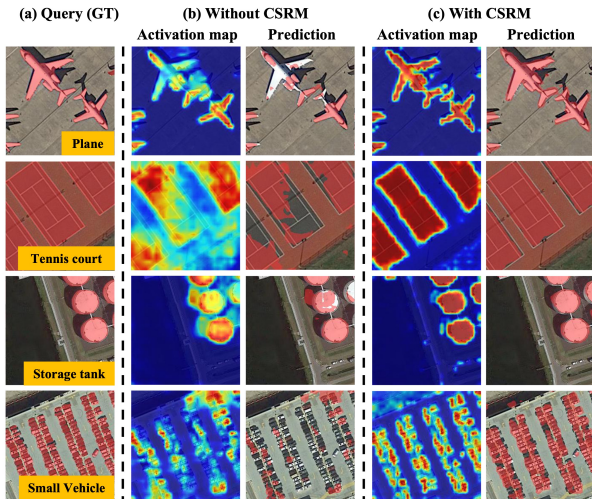 (a) Query (GT)
(b) Without CSRM
(c) With CSRM
Activation map
Prediction
Activation map
Prediction
Plane
Tennis court
Storage tank
Small Vehicle